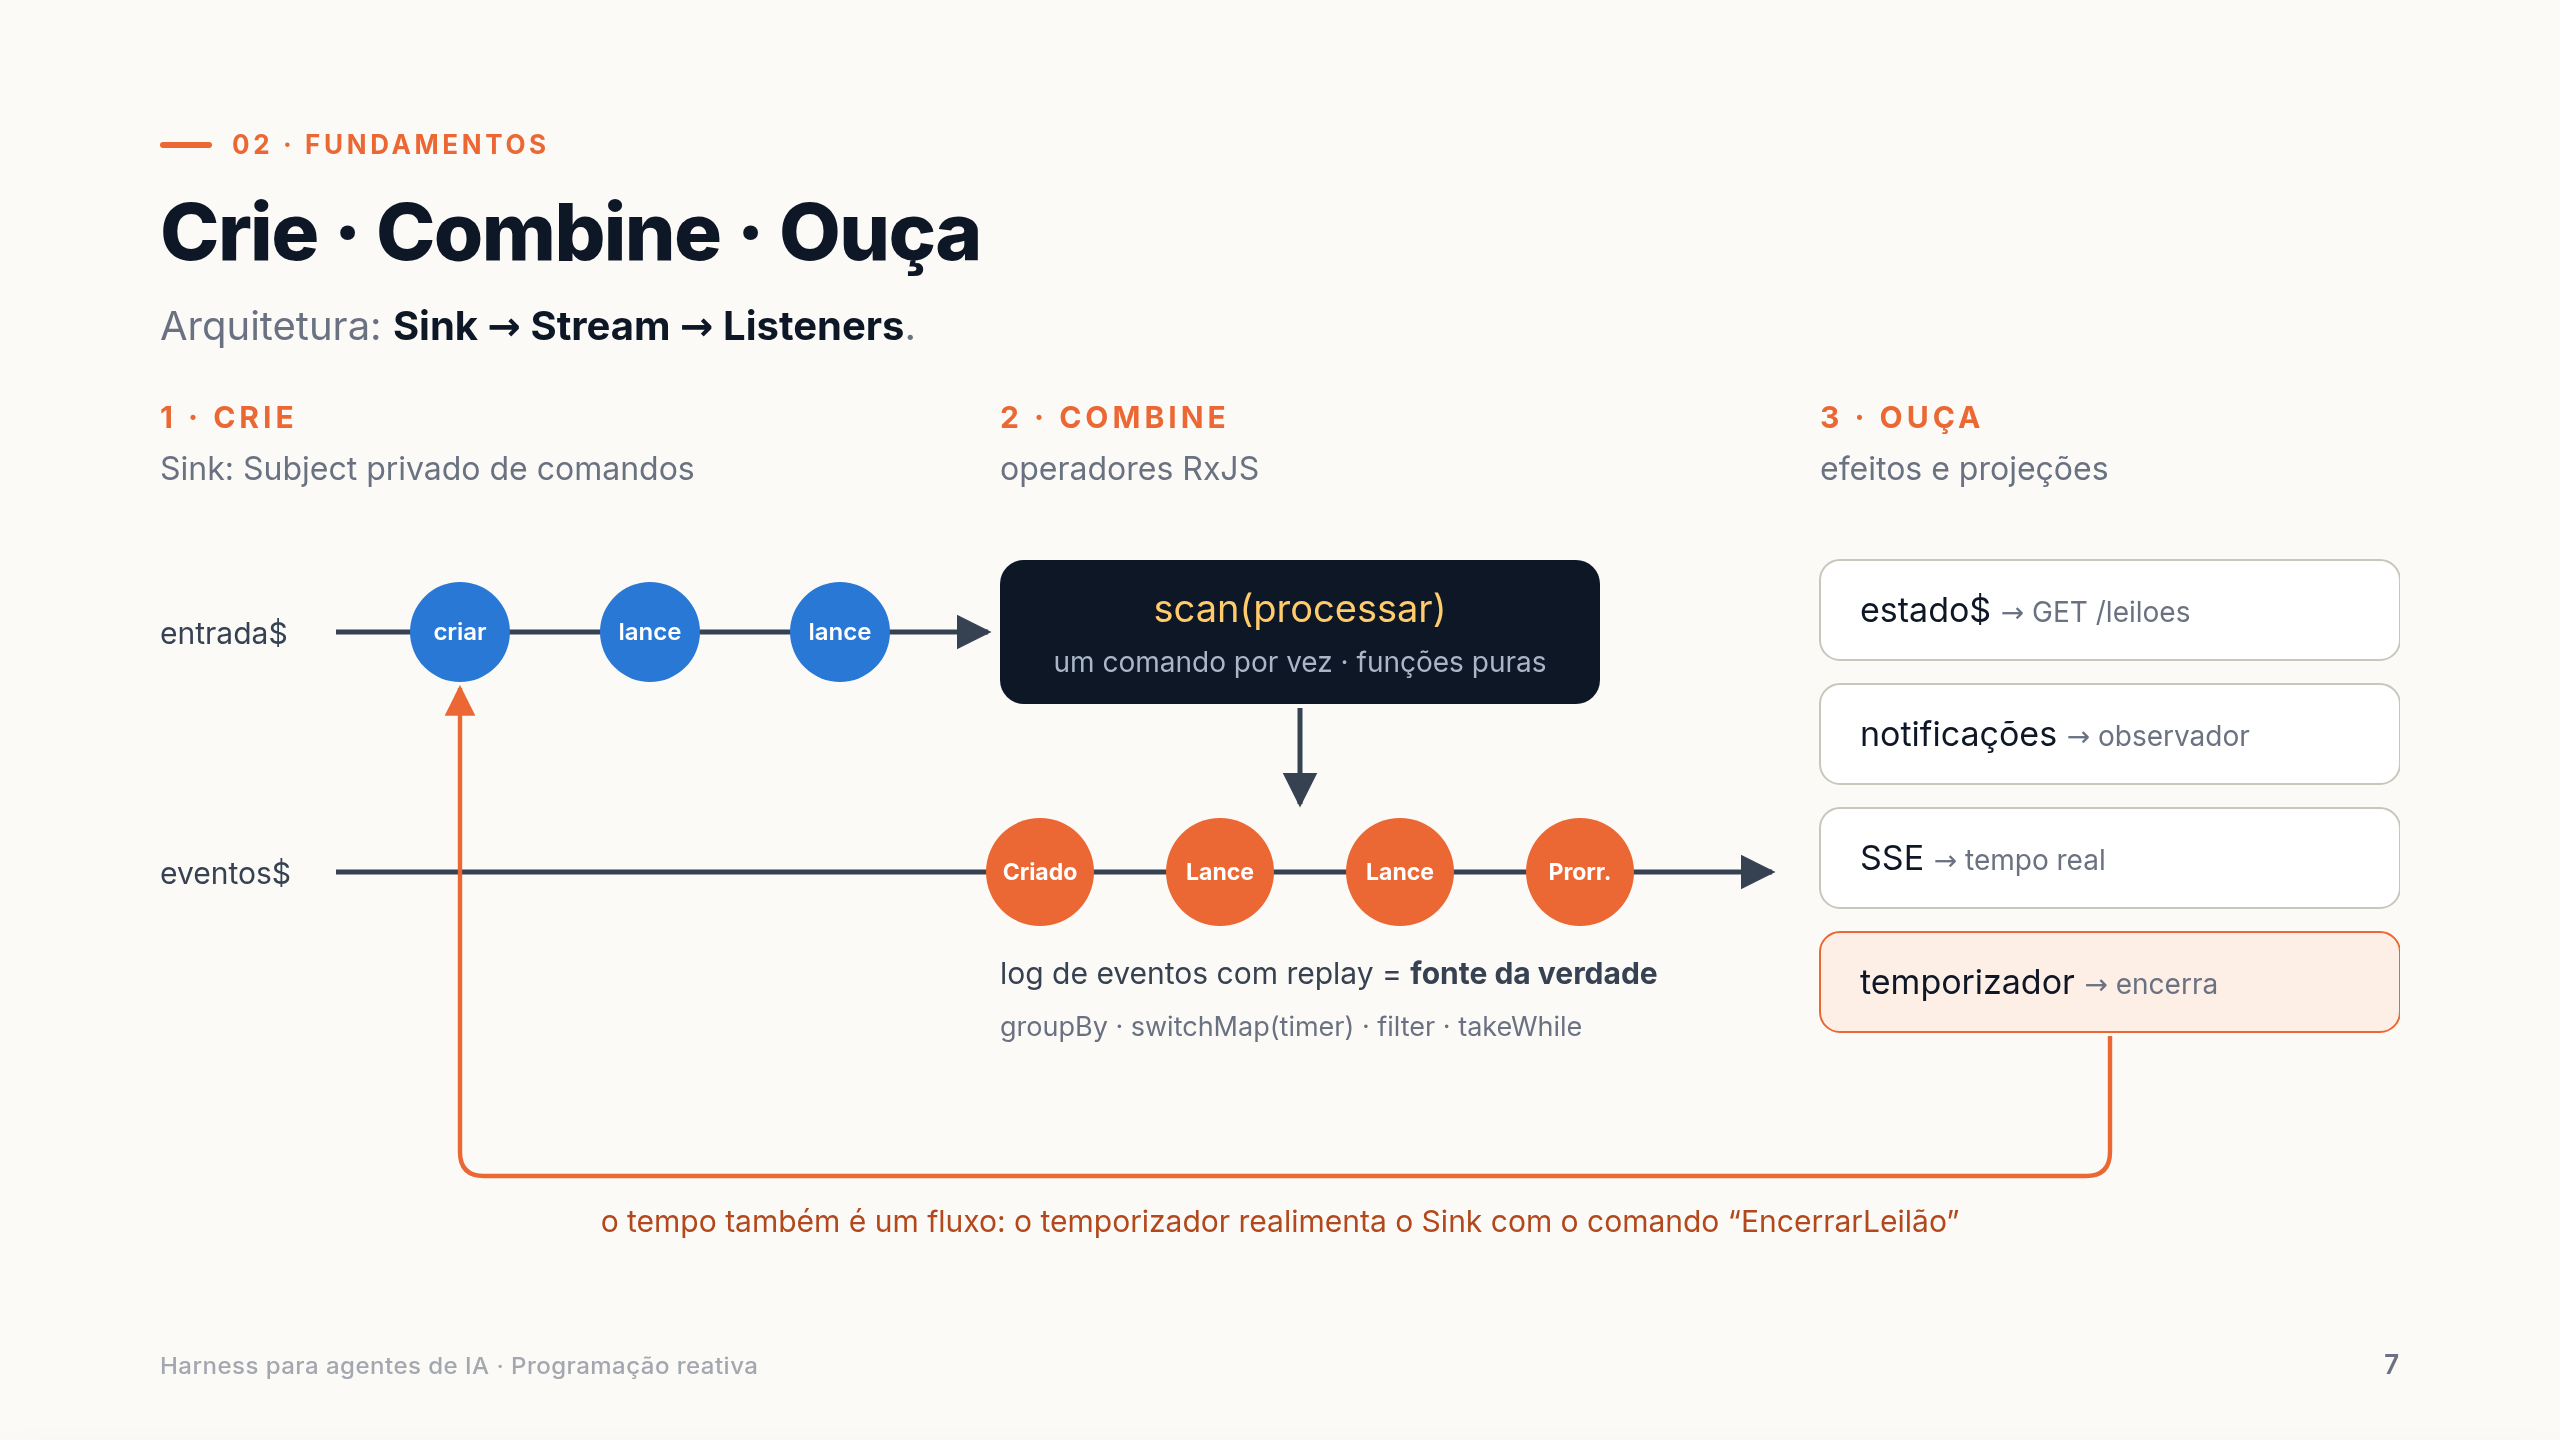 02 · FUNDAMENTOS
Crie · Combine · Ouça
Arquitetura: Sink → Stream → Listeners.
1 · CRIE
Sink: Subject privado de comandos
2 · COMBINE
operadores RxJS
3 · OUÇA
efeitos e projeções
entrada$
criar
lance
lance
scan(processar)
um comando por vez · funções puras
eventos$
Criado
Lance
Lance
Prorr.
log de eventos com replay = fonte da verdade
groupBy · switchMap(timer) · filter · takeWhile
estado$ → GET /leiloes
notificações → observador
SSE → tempo real
temporizador → encerra
o tempo também é um fluxo: o temporizador realimenta o Sink com o comando “EncerrarLeilão”
Harness para agentes de IA · Programação reativa
7